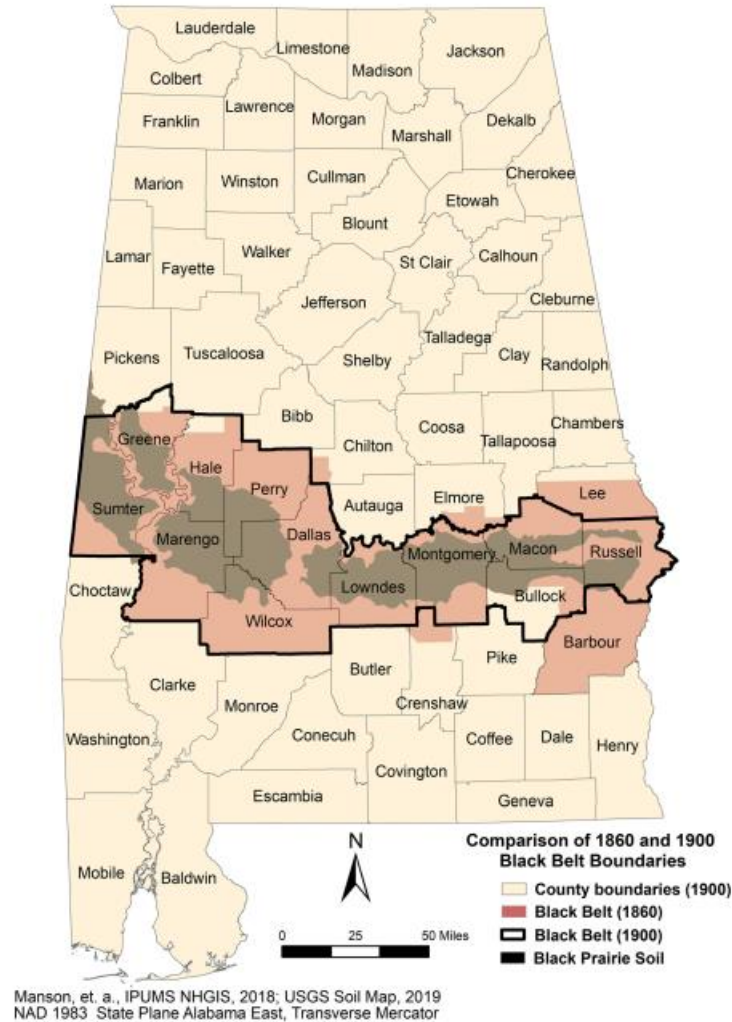 Lauderdale
Limestone
Madison
Jackson
Colbert
Lawrence
Franklin
Morgan
Marshall
Dekalb
Marion
Winston
Cullman
Cherokee
Etowah
Blount
Lamar
Fayette
Walker
St Clair
Calhoun
Jefferson
Cleburne
Talladega
Pickens
Tuscaloosa
Shelby
Clay
Randolph
Bibb
Chilton
Coosa
Tallapoosa
Chambers
Greene
Hale
Perry
Autauga
Elmore
Lee
Sumter
Marengo
Dallas
Montgomery
Macon
Russell
Choctaw
Lowndes
Bullock
Wilcox
Barbour
Clarke
Butler
Pike
Monroe
Crenshaw
Washington
Conecuh
Coffee
Dale
Henry
Covington
Escambia
Geneva
Mobile
Baldwin
N
0 25 50 Miles
Comparison of 1860 and 1900
Black Belt Boundaries
County boundaries (1900)
Black Belt (1860)
Black Belt (1900)
Black Prairie Soil
Manson, et. a., IPUMS NHGIS, 2018; USGS Soil Map, 2019
NAD 1983 State Plane Alabama East, Transverse Mercator